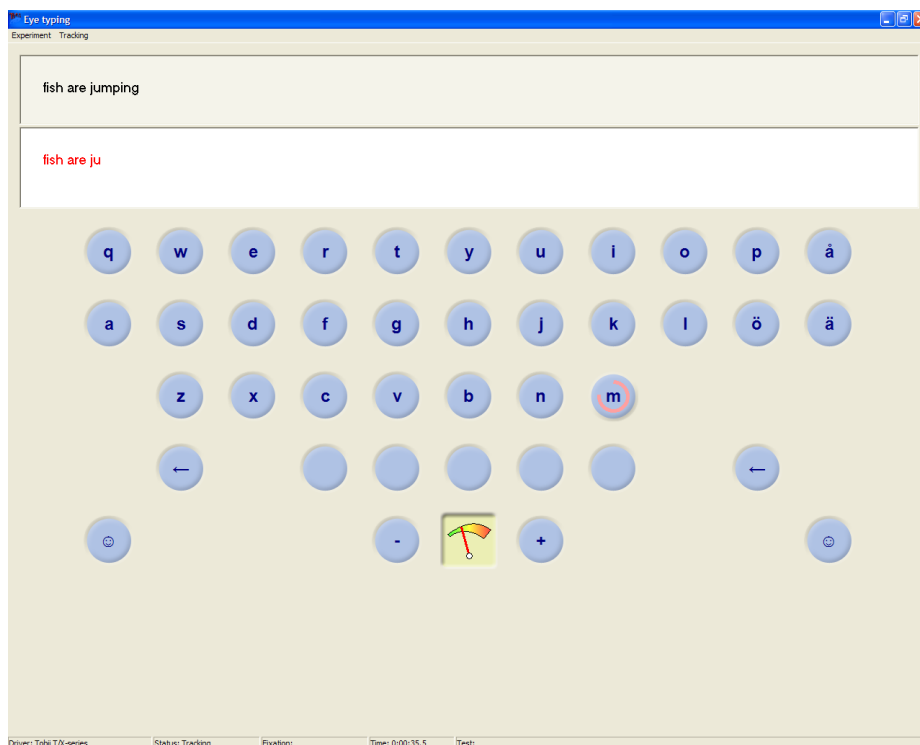 Eye typing
Experiment Tracking
fish are jumping
fish are ju
q w e r t y u i o p å
a s d f g h j k l ö ä
z x c v b n m
← ←
☺ - + ☺
Driver: Tobii T/X-series Status: Tracking Fixation: Time: 0:00:35.5 Test: